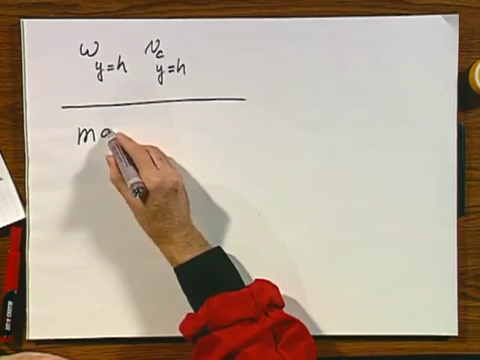 ω y=h   v_c y=h
ma